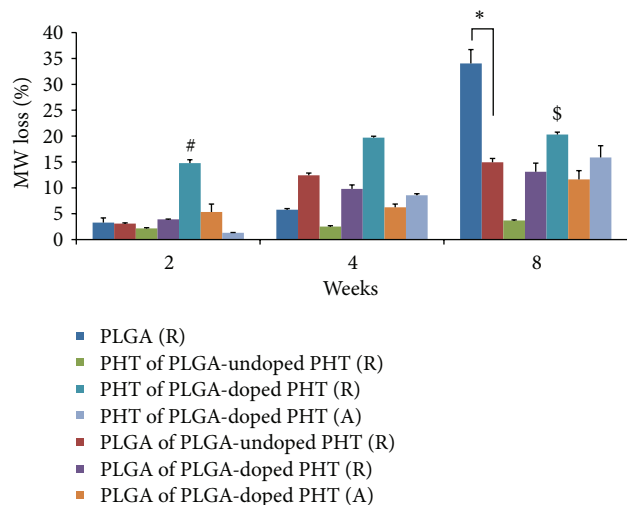 *
40
35
30
25
20
15
10
5
0
MW loss (%)
#
$
2
4
8
Weeks
PLGA (R)
PHT of PLGA-undoped PHT (R)
PHT of PLGA-doped PHT (R)
PHT of PLGA-doped PHT (A)
PLGA of PLGA-undoped PHT (R)
PLGA of PLGA-doped PHT (R)
PLGA of PLGA-doped PHT (A)